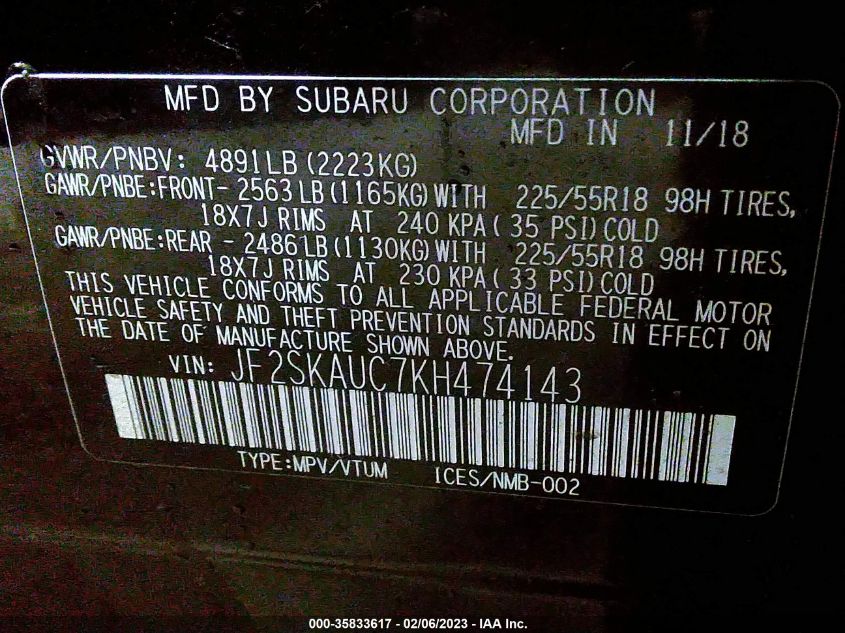 MFD BY SUBARU CORPORATION
MFD IN 11/18
GVWR/PNBV: 4891LB (2223KG)
GAWR/PNBE:FRONT- 2563 LB (1165KG) WITH 225/55R18 98H TIRES,
18X7J RIMS AT 240 KPA ( 35 PSI) COLD
GAWR/PNBE:REAR - 2486 LB (1130KG) WITH 225/55R18 98H TIRES,
18X7J RIMS AT 230 KPA ( 33 PSI) COLD
THIS VEHICLE CONFORMS TO ALL APPLICABLE FEDERAL MOTOR
VEHICLE SAFETY AND THEFT PREVENTION STANDARDS IN EFFECT ON
THE DATE OF MANUFACTURE SHOWN ABOVE.
VIN: JF2SKAUC7KH474143
TYPE:MPV/VTUM ICES/NMB-002
000-35833617 - 02/06/2023 - IAA Inc.